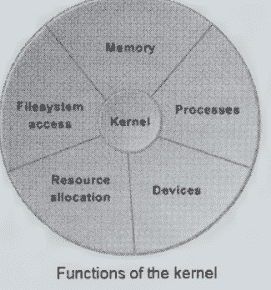 Memory
Filesystem
access
Kernel
Processes
Resource
allocation
Devices
Functions of the kernel